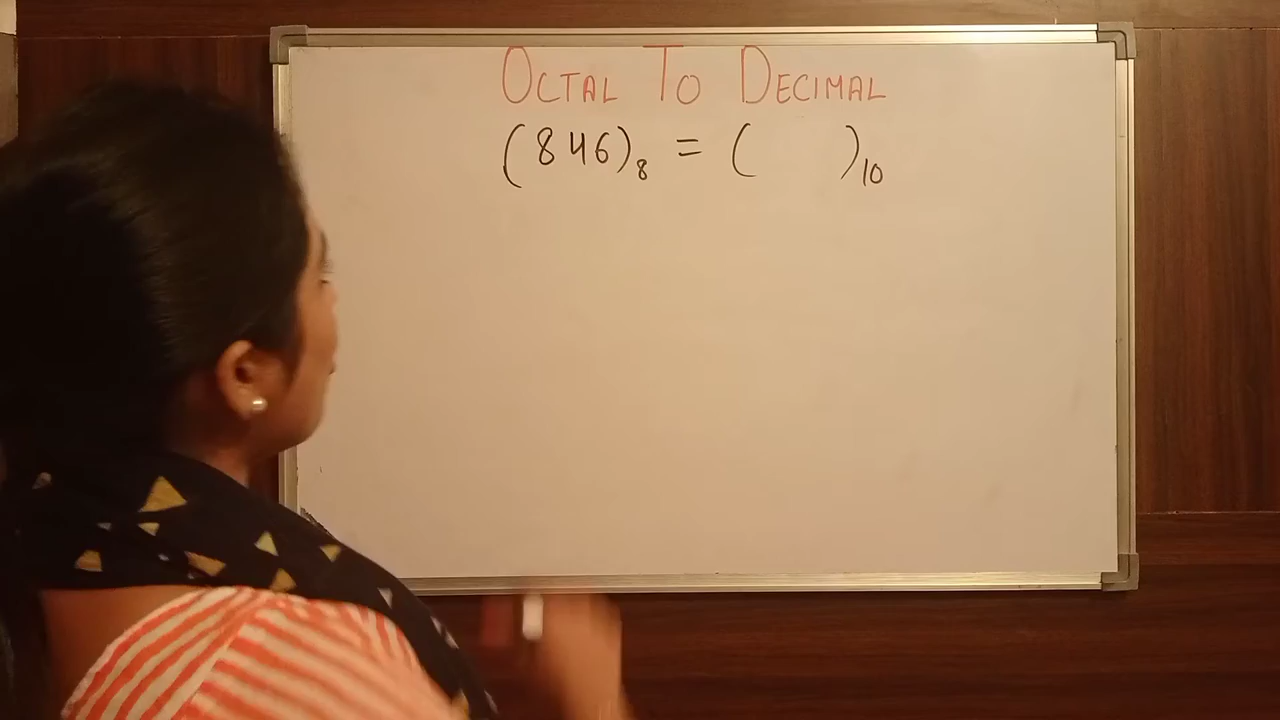 OCTAL TO DECIMAL
(846)₈ = ( )₁₀